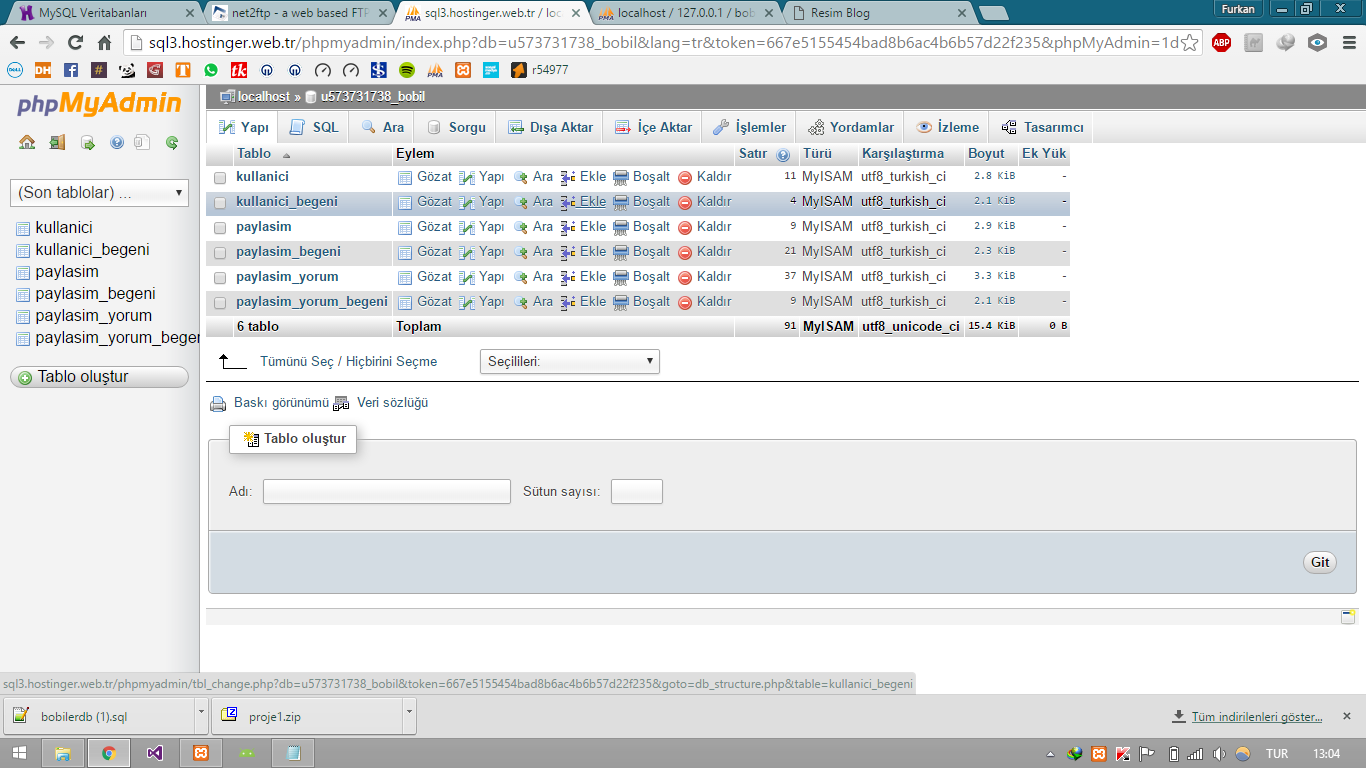 MySQL Veritabanları
net2ftp - a web based FTP
sql3.hostinger.web.tr / loc
localhost / 127.0.0.1 / bob
Resim Blog
Furkan
sql3.hostinger.web.tr/phpmyadmin/index.php?db=u573731738_bobil&lang=tr&token=667e5155454bad8b6ac4b6b57d22f235&phpMyAdmin=1d
ABP
DELL DH f # T tk PMA r54977
phpMyAdmin
localhost » u573731738_bobil
Yapı SQL Ara Sorgu Dışa Aktar İçe Aktar İşlemler Yordamlar İzleme Tasarımcı
(Son tablolar) ...
kullanici
kullanici_begeni
paylasim
paylasim_begeni
paylasim_yorum
paylasim_yorum_beger
Tablo oluştur
Tablo Eylem Satır Türü Karşılaştırma Boyut Ek Yük
kullanici Gözat Yapı Ara Ekle Boşalt Kaldır 11 MyISAM utf8_turkish_ci 2.8 KiB -
kullanici_begeni Gözat Yapı Ara Ekle Boşalt Kaldır 4 MyISAM utf8_turkish_ci 2.1 KiB -
paylasim Gözat Yapı Ara Ekle Boşalt Kaldır 9 MyISAM utf8_turkish_ci 2.9 KiB -
paylasim_begeni Gözat Yapı Ara Ekle Boşalt Kaldır 21 MyISAM utf8_turkish_ci 2.3 KiB -
paylasim_yorum Gözat Yapı Ara Ekle Boşalt Kaldır 37 MyISAM utf8_turkish_ci 3.3 KiB -
paylasim_yorum_begeni Gözat Yapı Ara Ekle Boşalt Kaldır 9 MyISAM utf8_turkish_ci 2.1 KiB -
6 tablo Toplam 91 MyISAM utf8_unicode_ci 15.4 KiB 0 B
Tümünü Seç / Hiçbirini Seçme Seçilileri:
Baskı görünümü Veri sözlüğü
Tablo oluştur
Adı: Sütun sayısı:
Git
sql3.hostinger.web.tr/phpmyadmin/tbl_change.php?db=u573731738_bobil&token=667e5155454bad8b6ac4b6b57d22f235&goto=db_structure.php&table=kullanici_begeni
bobilerdb (1).sql
proje1.zip
Tüm indirilenleri göster...
TUR 13:04